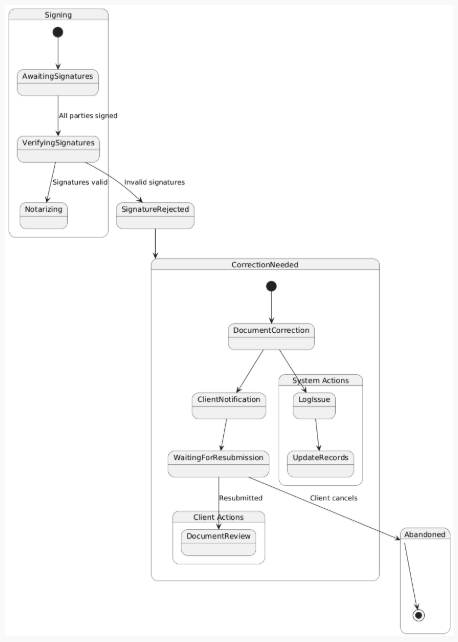 Signing
AwaitingSignatures
All parties signed
VerifyingSignatures
Signatures valid
Invalid signatures
Notarizing
SignatureRejected
CorrectionNeeded
DocumentCorrection
System Actions
ClientNotification
LogIssue
WaitingForResubmission
UpdateRecords
Resubmitted
Client cancels
Client Actions
DocumentReview
Abandoned